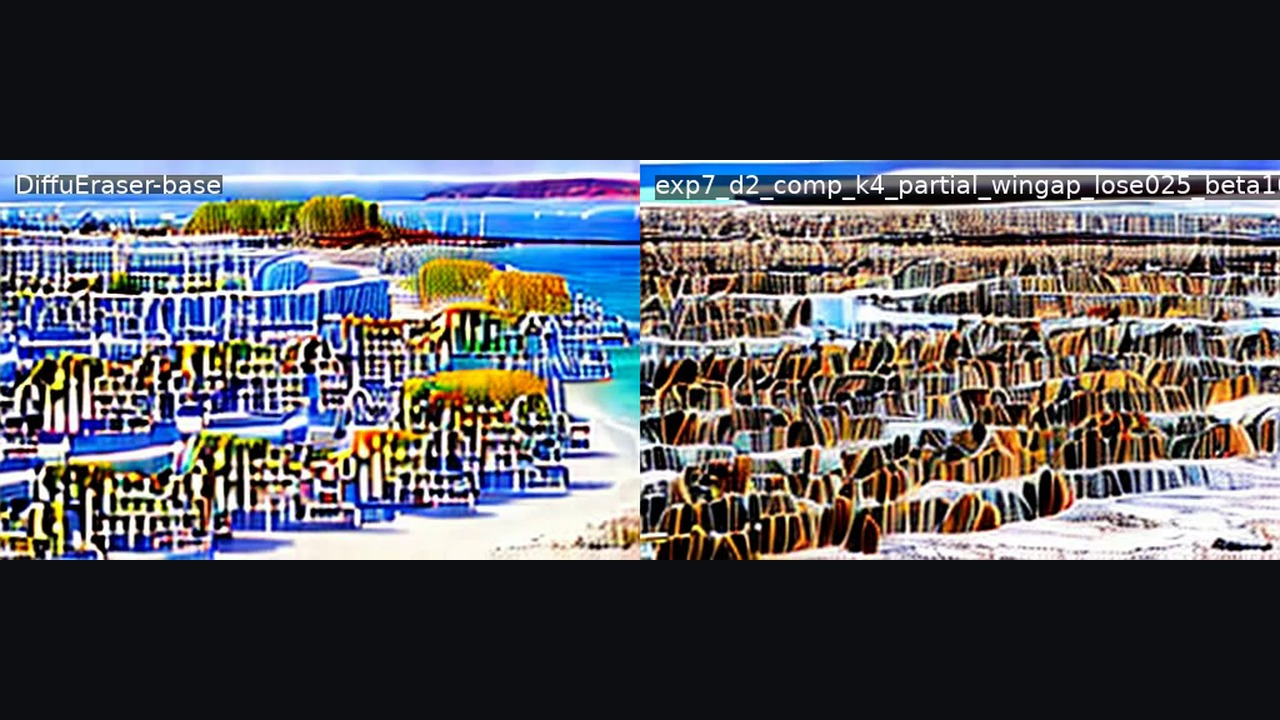 DiffuEraser-base
exp7_d2_comp_k4_partial_wingap_lose025_beta1